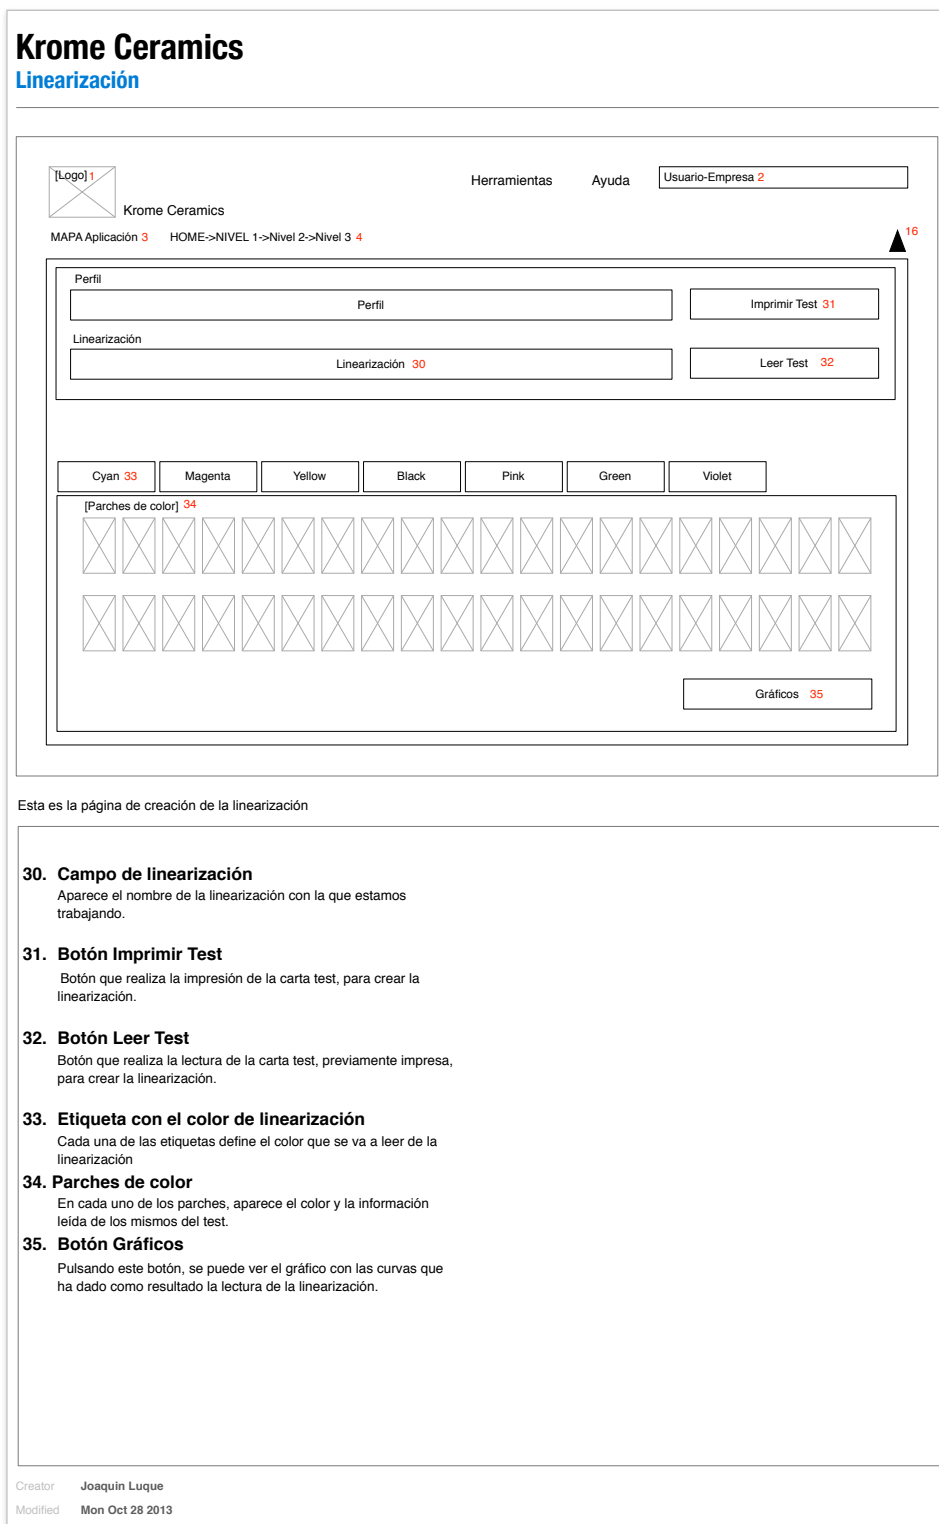 Krome Ceramics
Linearización
[Logo] 1
Herramientas Ayuda Usuario-Empresa 2
Krome Ceramics
MAPA Aplicación 3 HOME->NIVEL 1->Nivel 2->Nivel 3 4
16
Perfil
Perfil
Imprimir Test 31
Linearización
Linearización 30
Leer Test 32
Cyan 33 Magenta Yellow Black Pink Green Violet
[Parches de color] 34
Gráficos 35
Esta es la página de creación de la linearización
30. Campo de linearización
Aparece el nombre de la linearización con la que estamos
trabajando.
31. Botón Imprimir Test
Botón que realiza la impresión de la carta test, para crear la
linearización.
32. Botón Leer Test
Botón que realiza la lectura de la carta test, previamente impresa,
para crear la linearización.
33. Etiqueta con el color de linearización
Cada una de las etiquetas define el color que se va a leer de la
linearización
34. Parches de color
En cada uno de los parches, aparece el color y la información
leída de los mismos del test.
35. Botón Gráficos
Pulsando este botón, se puede ver el gráfico con las curvas que
ha dado como resultado la lectura de la linearización.
Creator Joaquin Luque
Modified Mon Oct 28 2013